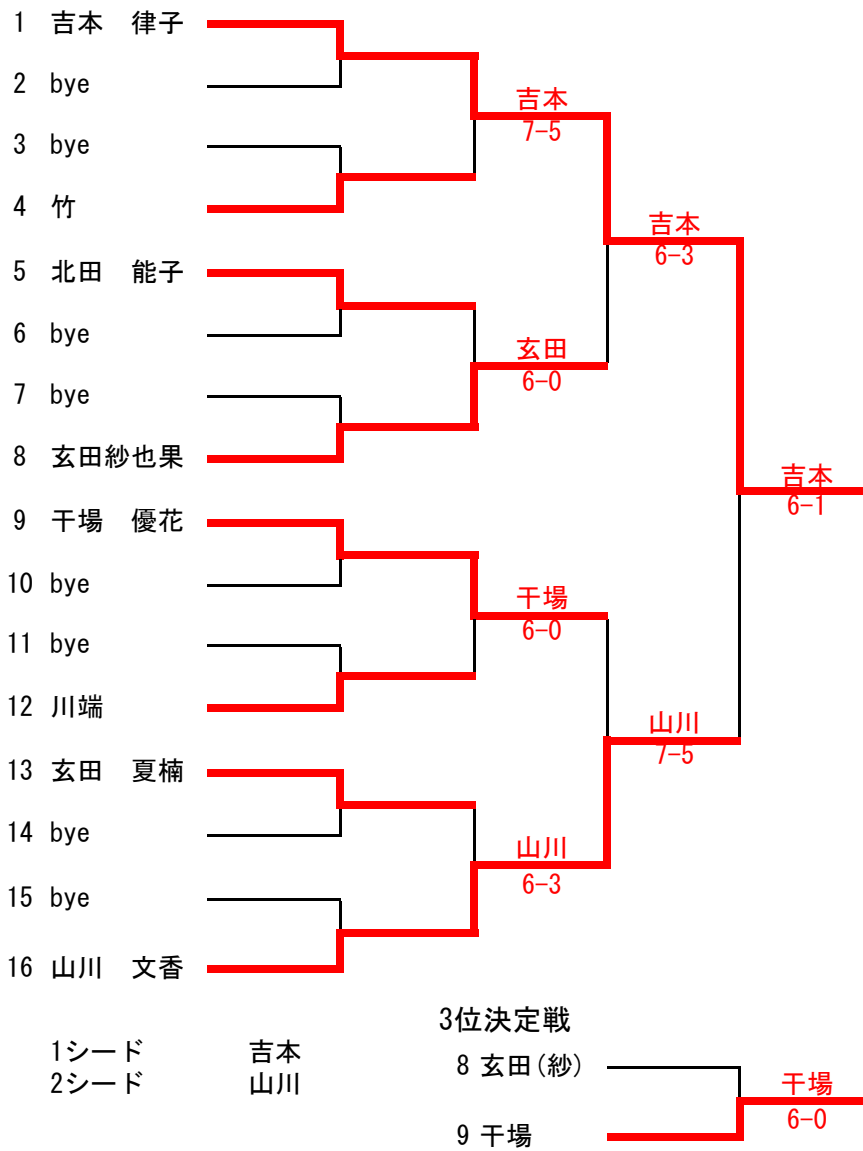 1 吉本　律子
2 bye
吉本
7-5
3 bye
4 竹
吉本
6-3
5 北田　能子
6 bye
玄田
6-0
7 bye
8 玄田紗也果
吉本
6-1
9 干場　優花
10 bye
干場
6-0
11 bye
12 川端
山川
7-5
13 玄田　夏楠
14 bye
山川
6-3
15 bye
16 山川　文香
3位決定戦
1シード　吉本
2シード　山川
8 玄田(紗)
干場
6-0
9 干場